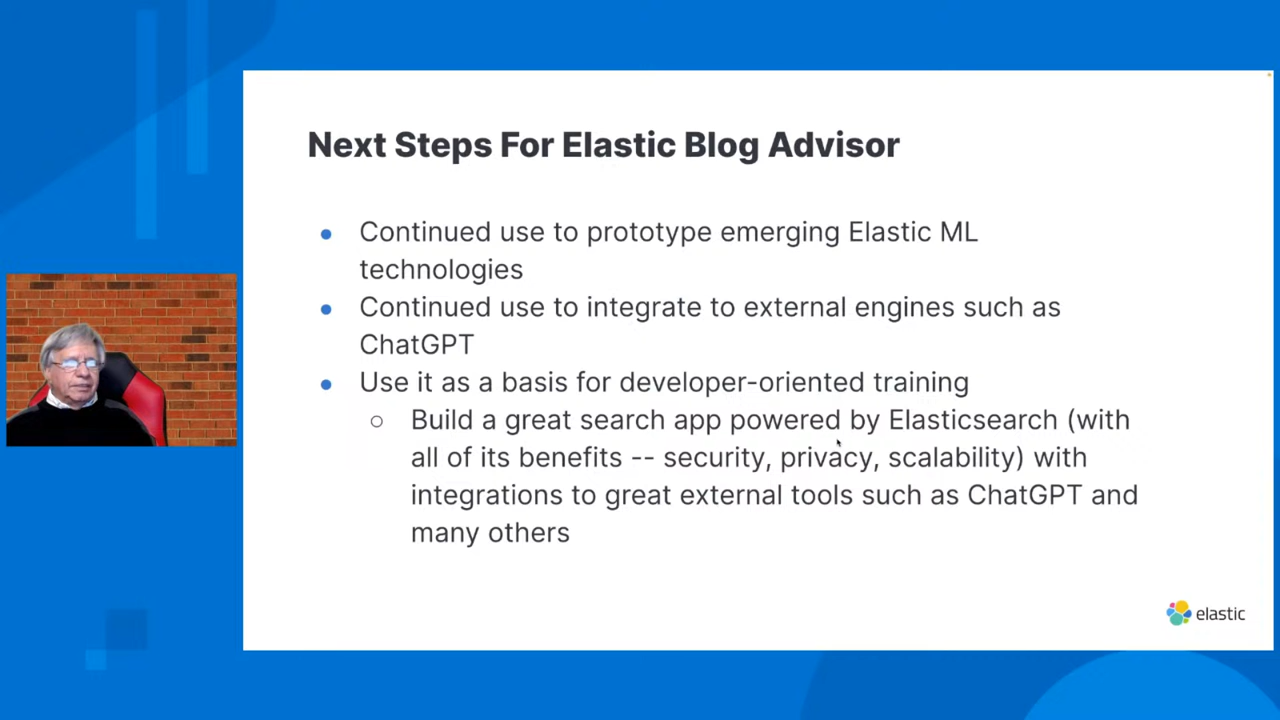 Next Steps For Elastic Blog Advisor
● Continued use to prototype emerging Elastic ML
technologies
● Continued use to integrate to external engines such as
ChatGPT
● Use it as a basis for developer-oriented training
○ Build a great search app powered by Elasticsearch (with
all of its benefits -- security, privacy, scalability) with
integrations to great external tools such as ChatGPT and
many others
elastic